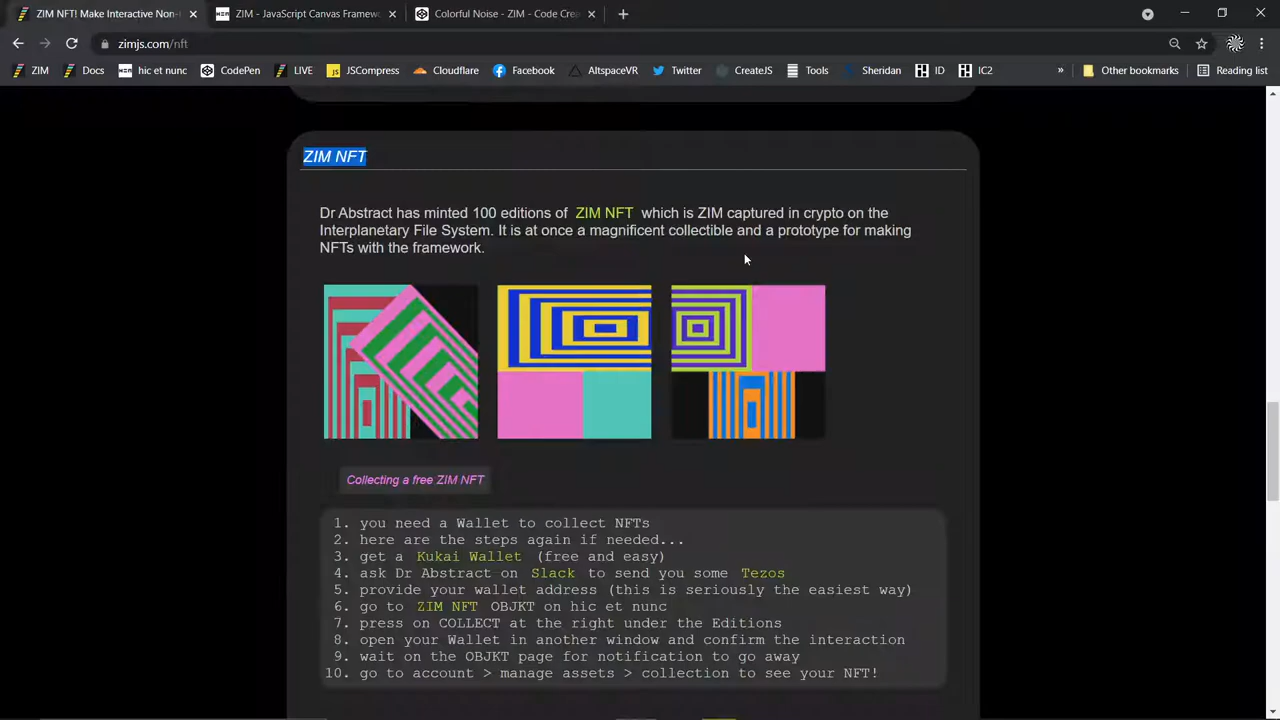 ZIM NFT! Make Interactive Non-
ZIM - JavaScript Canvas Framew
Colorful Noise - ZIM - Code Crea
zimjs.com/nft
ZIM
Docs
hic et nunc
CodePen
LIVE
JSCompress
Cloudflare
Facebook
AltspaceVR
Twitter
CreateJS
Tools
Sheridan
ID
IC2
»
Other bookmarks
Reading list
ZIM NFT
Dr Abstract has minted 100 editions of ZIM NFT which is ZIM captured in crypto on the
Interplanetary File System. It is at once a magnificent collectible and a prototype for making
NFTs with the framework.
Collecting a free ZIM NFT
1. you need a Wallet to collect NFTs
2. here are the steps again if needed...
3. get a Kukai Wallet (free and easy)
4. ask Dr Abstract on Slack to send you some Tezos
5. provide your wallet address (this is seriously the easiest way)
6. go to ZIM NFT OBJKT on hic et nunc
7. press on COLLECT at the right under the Editions
8. open your Wallet in another window and confirm the interaction
9. wait on the OBJKT page for notification to go away
10. go to account > manage assets > collection to see your NFT!